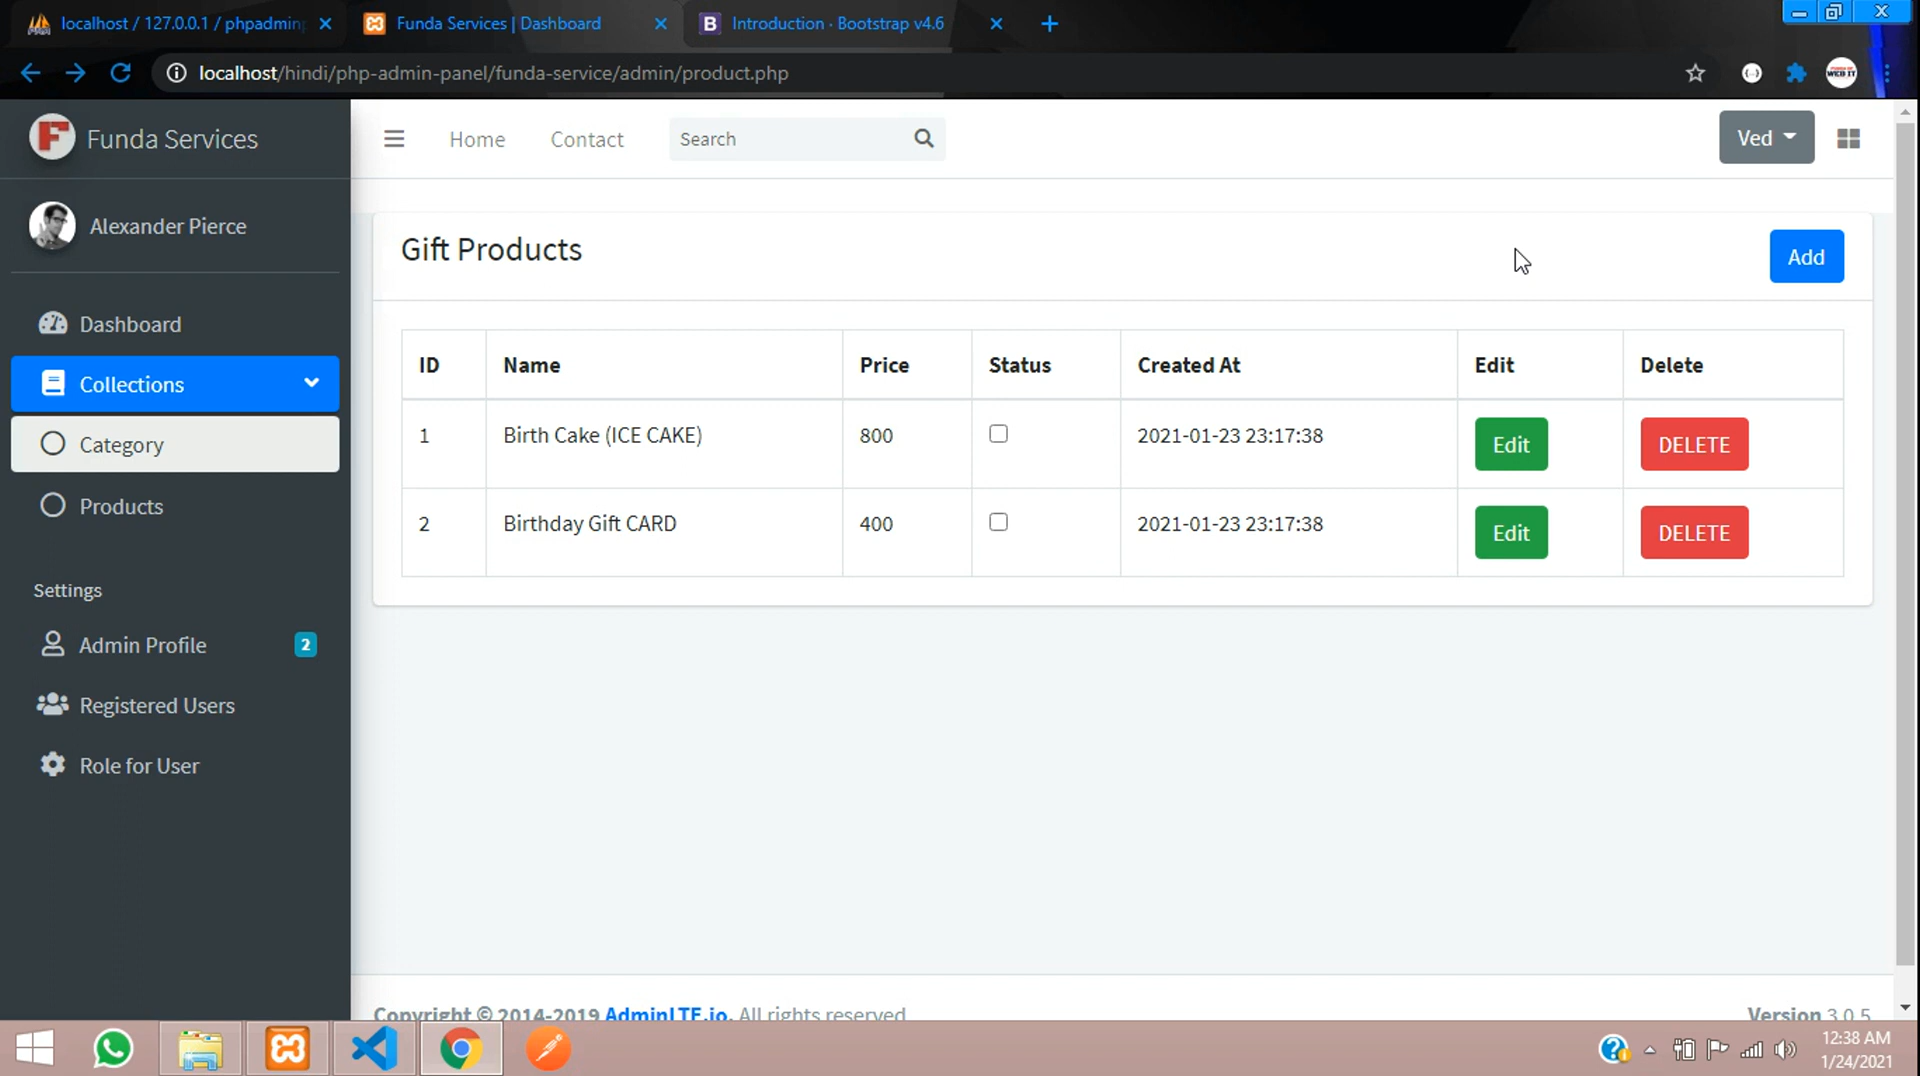 localhost / 127.0.0.1 / phpadmin
Funda Services | Dashboard
Introduction · Bootstrap v4.6
localhost/hindi/php-admin-panel/funda-service/admin/product.php
WEB IT
Funda Services
Home
Contact
Search
Ved
Alexander Pierce
Gift Products
Add
Dashboard
Collections
Category
Products
Settings
Admin Profile
2
Registered Users
Role for User
ID Name Price Status Created At Edit Delete
1 Birth Cake (ICE CAKE) 800 2021-01-23 23:17:38 Edit DELETE
2 Birthday Gift CARD 400 2021-01-23 23:17:38 Edit DELETE
Copyright © 2014-2019 AdminLTE.io. All rights reserved
Version 3.0.5
12:38 AM
1/24/2021